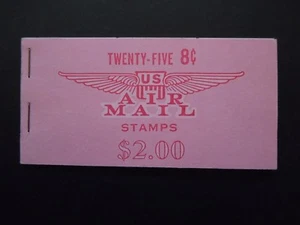 TWENTY-FIVE 8¢
US
AIR
MAIL
STAMPS
$2.00